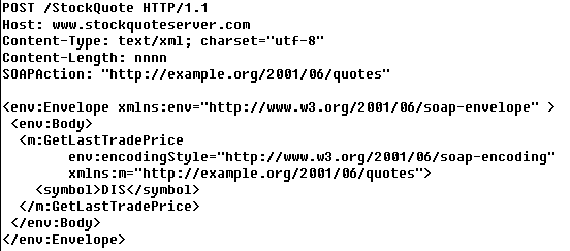 POST /StockQuote HTTP/1.1
Host: www.stockquoteserver.com
Content-Type: text/xml; charset="utf-8"
Content-Length: nnnn
SOAPAction: "http://example.org/2001/06/quotes"

<env:Envelope xmlns:env="http://www.w3.org/2001/06/soap-envelope" >
 <env:Body>
  <m:GetLastTradePrice
        env:encodingStyle="http://www.w3.org/2001/06/soap-encoding"
        xmlns:m="http://example.org/2001/06/quotes">
    <symbol>DIS</symbol>
  </m:GetLastTradePrice>
 </env:Body>
</env:Envelope>